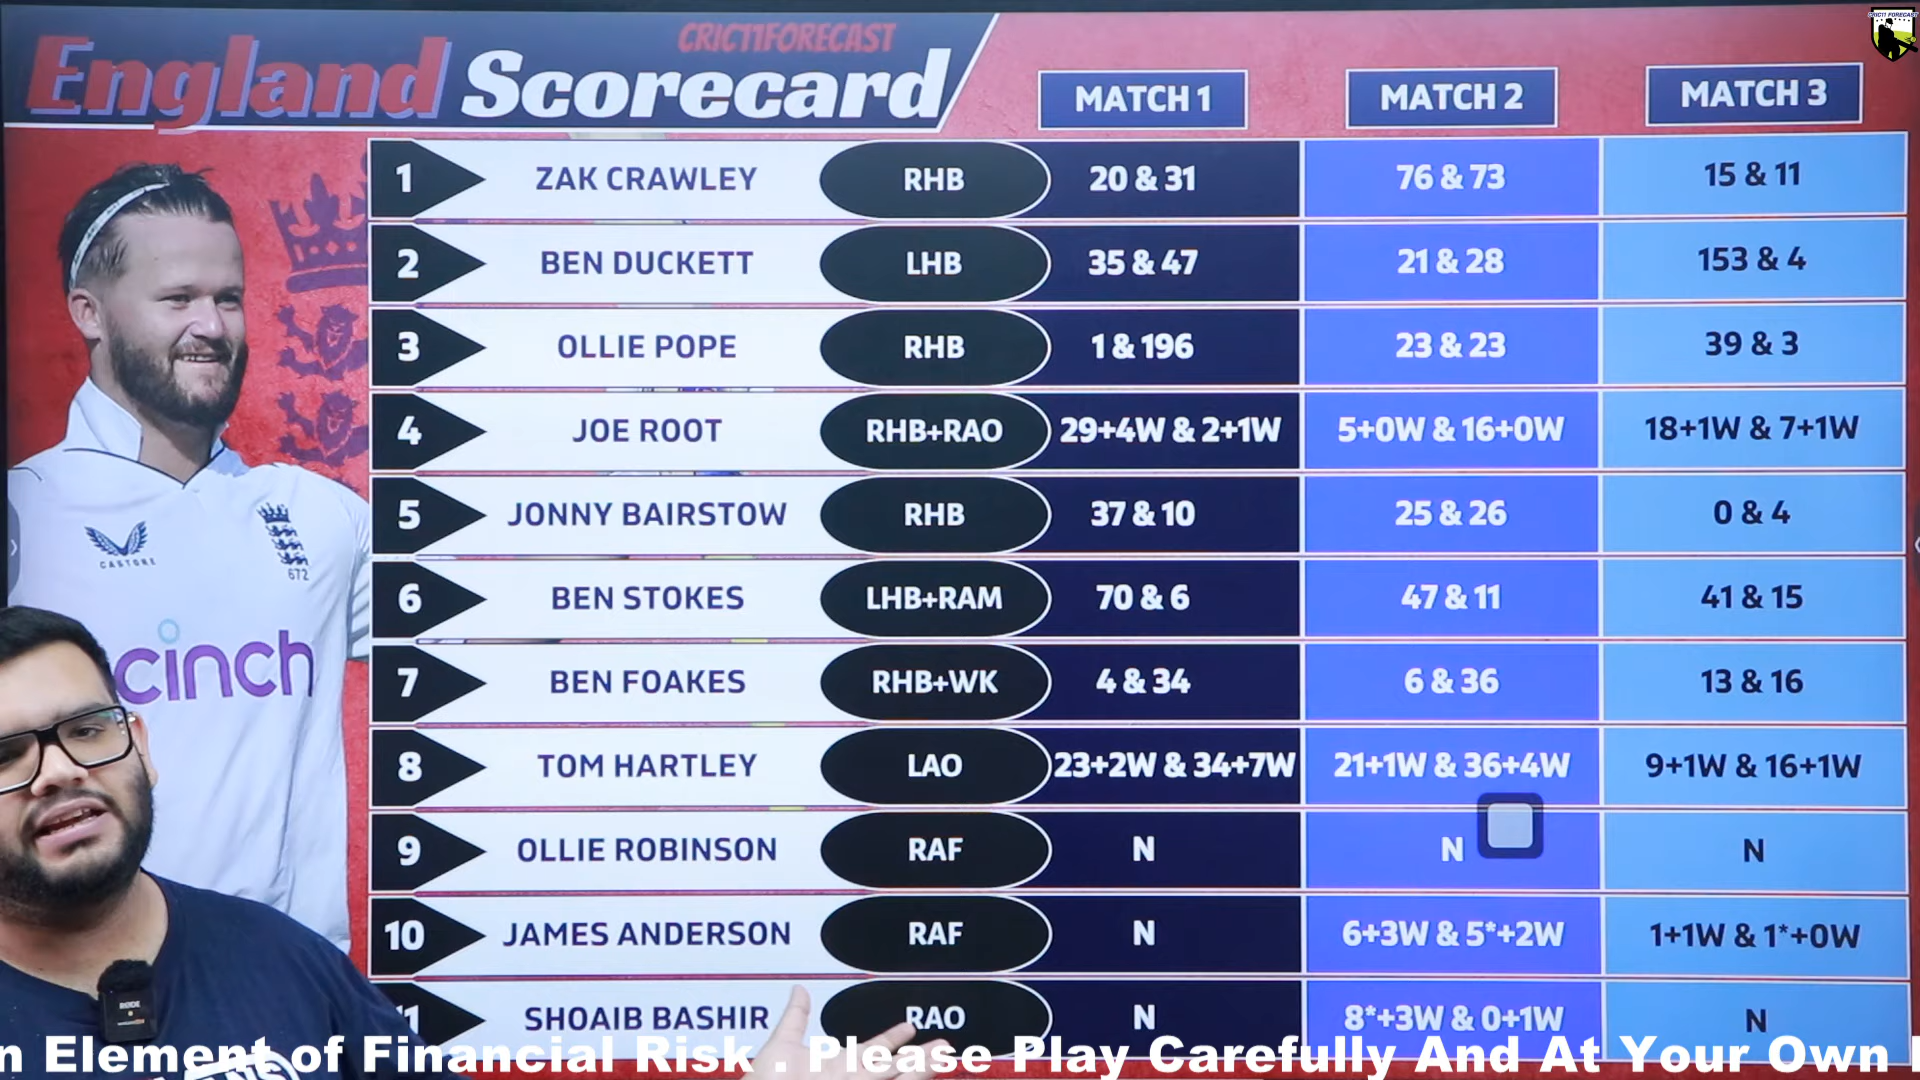 CRIC11FORECAST
England Scorecard
MATCH 1 MATCH 2 MATCH 3
1 ZAK CRAWLEY RHB 20 & 31 76 & 73 15 & 11
2 BEN DUCKETT LHB 35 & 47 21 & 28 153 & 4
3 OLLIE POPE RHB 1 & 196 23 & 23 39 & 3
4 JOE ROOT RHB+RAO 29+4W & 2+1W 5+0W & 16+0W 18+1W & 7+1W
5 JONNY BAIRSTOW RHB 37 & 10 25 & 26 0 & 4
6 BEN STOKES LHB+RAM 70 & 6 47 & 11 41 & 15
7 BEN FOAKES RHB+WK 4 & 34 6 & 36 13 & 16
8 TOM HARTLEY LAO 23+2W & 34+7W 21+1W & 36+4W 9+1W & 16+1W
9 OLLIE ROBINSON RAF N N N
10 JAMES ANDERSON RAF N 6+3W & 5*+2W 1+1W & 1*+0W
11 SHOAIB BASHIR RAO N 8*+3W & 0+1W N
n Element of Financial Risk . Please Play Carefully And At Your Own
CASTORE
672
cinch
RØDE
CRIC11 FORECAST